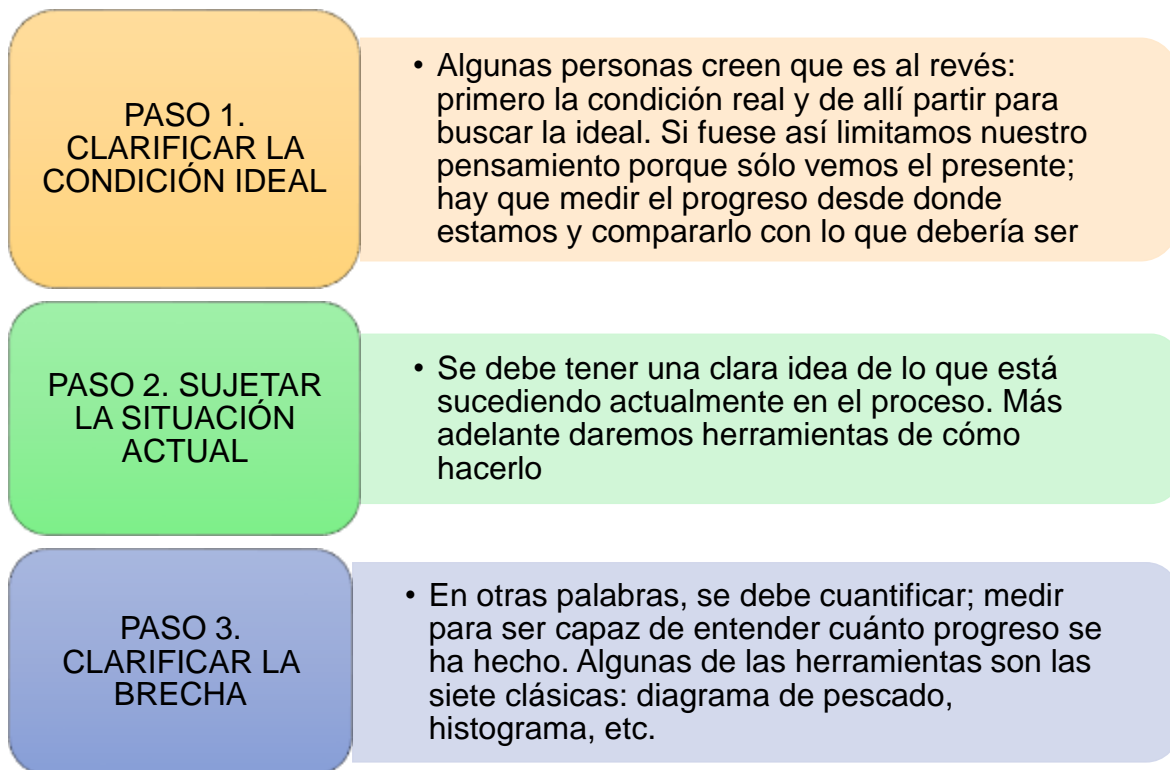 PASO 1.
CLARIFICAR LA
CONDICIÓN IDEAL
• Algunas personas creen que es al revés:
primero la condición real y de allí partir para
buscar la ideal. Si fuese así limitamos nuestro
pensamiento porque sólo vemos el presente;
hay que medir el progreso desde donde
estamos y compararlo con lo que debería ser
PASO 2. SUJETAR
LA SITUACIÓN
ACTUAL
• Se debe tener una clara idea de lo que está
sucediendo actualmente en el proceso. Más
adelante daremos herramientas de cómo
hacerlo
PASO 3.
CLARIFICAR LA
BRECHA
• En otras palabras, se debe cuantificar; medir
para ser capaz de entender cuánto progreso se
ha hecho. Algunas de las herramientas son las
siete clásicas: diagrama de pescado,
histograma, etc.